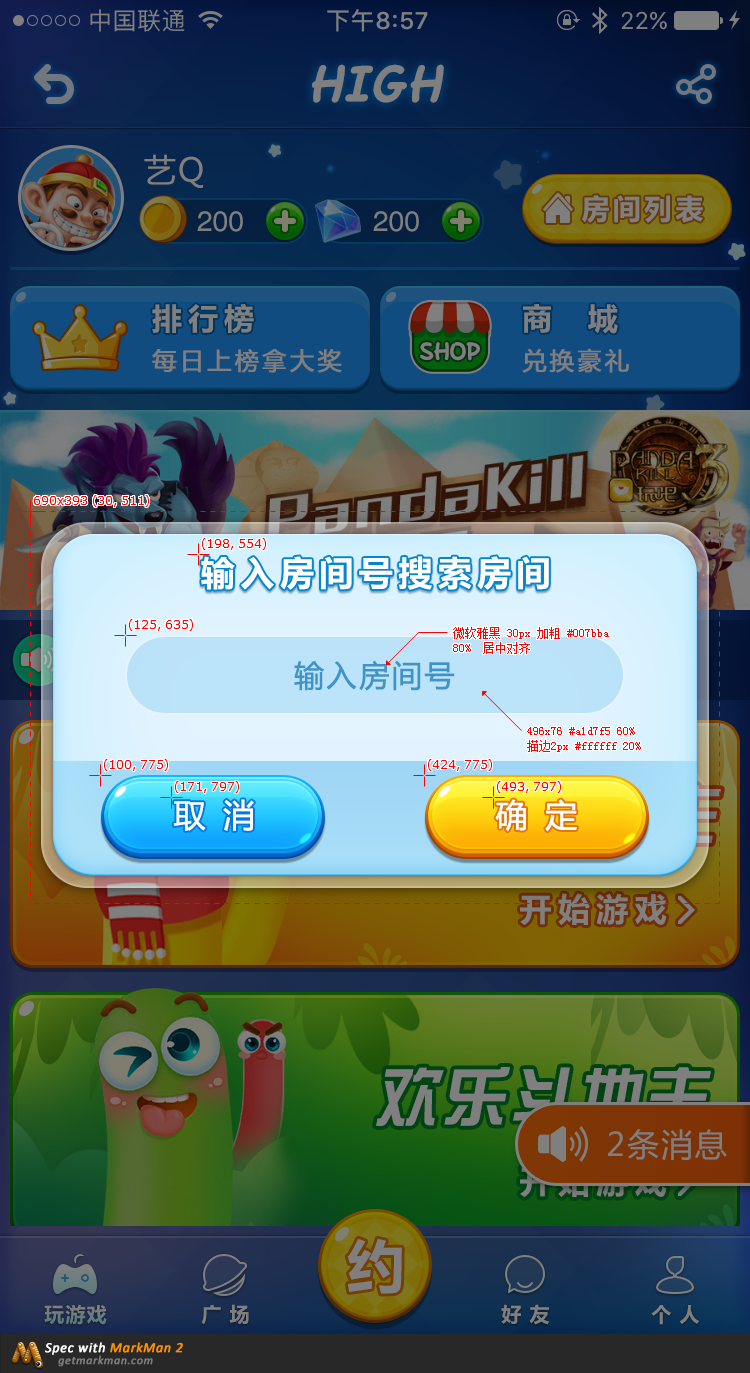 中国联通
下午8:57
22%
HIGH
艺Q
200
200
房间列表
排行榜
每日上榜拿大奖
SHOP
商 城
兑换豪礼
PandaKill
PANDA
KILL
3
玩吧
690x393 (30, 511)
(198, 554)
输入房间号搜索房间
(125, 635)
微软雅黑 30px 加粗 #007bba
80% 居中对齐
输入房间号
496x76 #a1d7f5 60%
描边2px #ffffff 20%
(100, 775)
(424, 775)
(171, 797)
(493, 797)
取 消
确 定
开始游戏
欢乐斗地主
2条消息
开始游戏
约
玩游戏
广 场
好 友
个 人
Spec with MarkMan 2
getmarkman.com